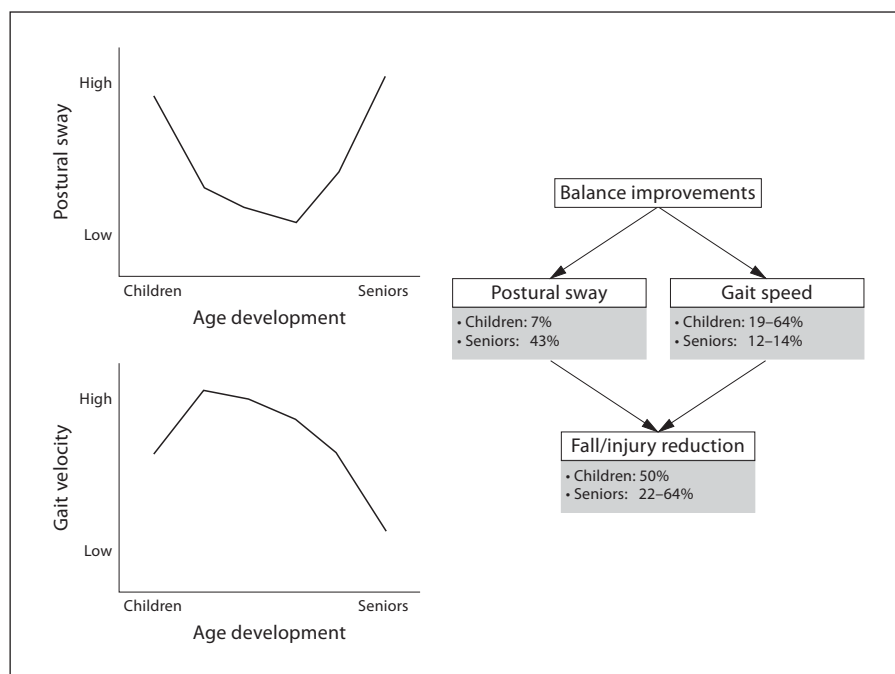 High
Postural sway
Low
Children
Seniors
Age development
High
Gait velocity
Low
Children
Seniors
Age development
Balance improvements
Postural sway
• Children: 7%
• Seniors: 43%
Gait speed
• Children: 19–64%
• Seniors: 12–14%
Fall/injury reduction
• Children: 50%
• Seniors: 22–64%